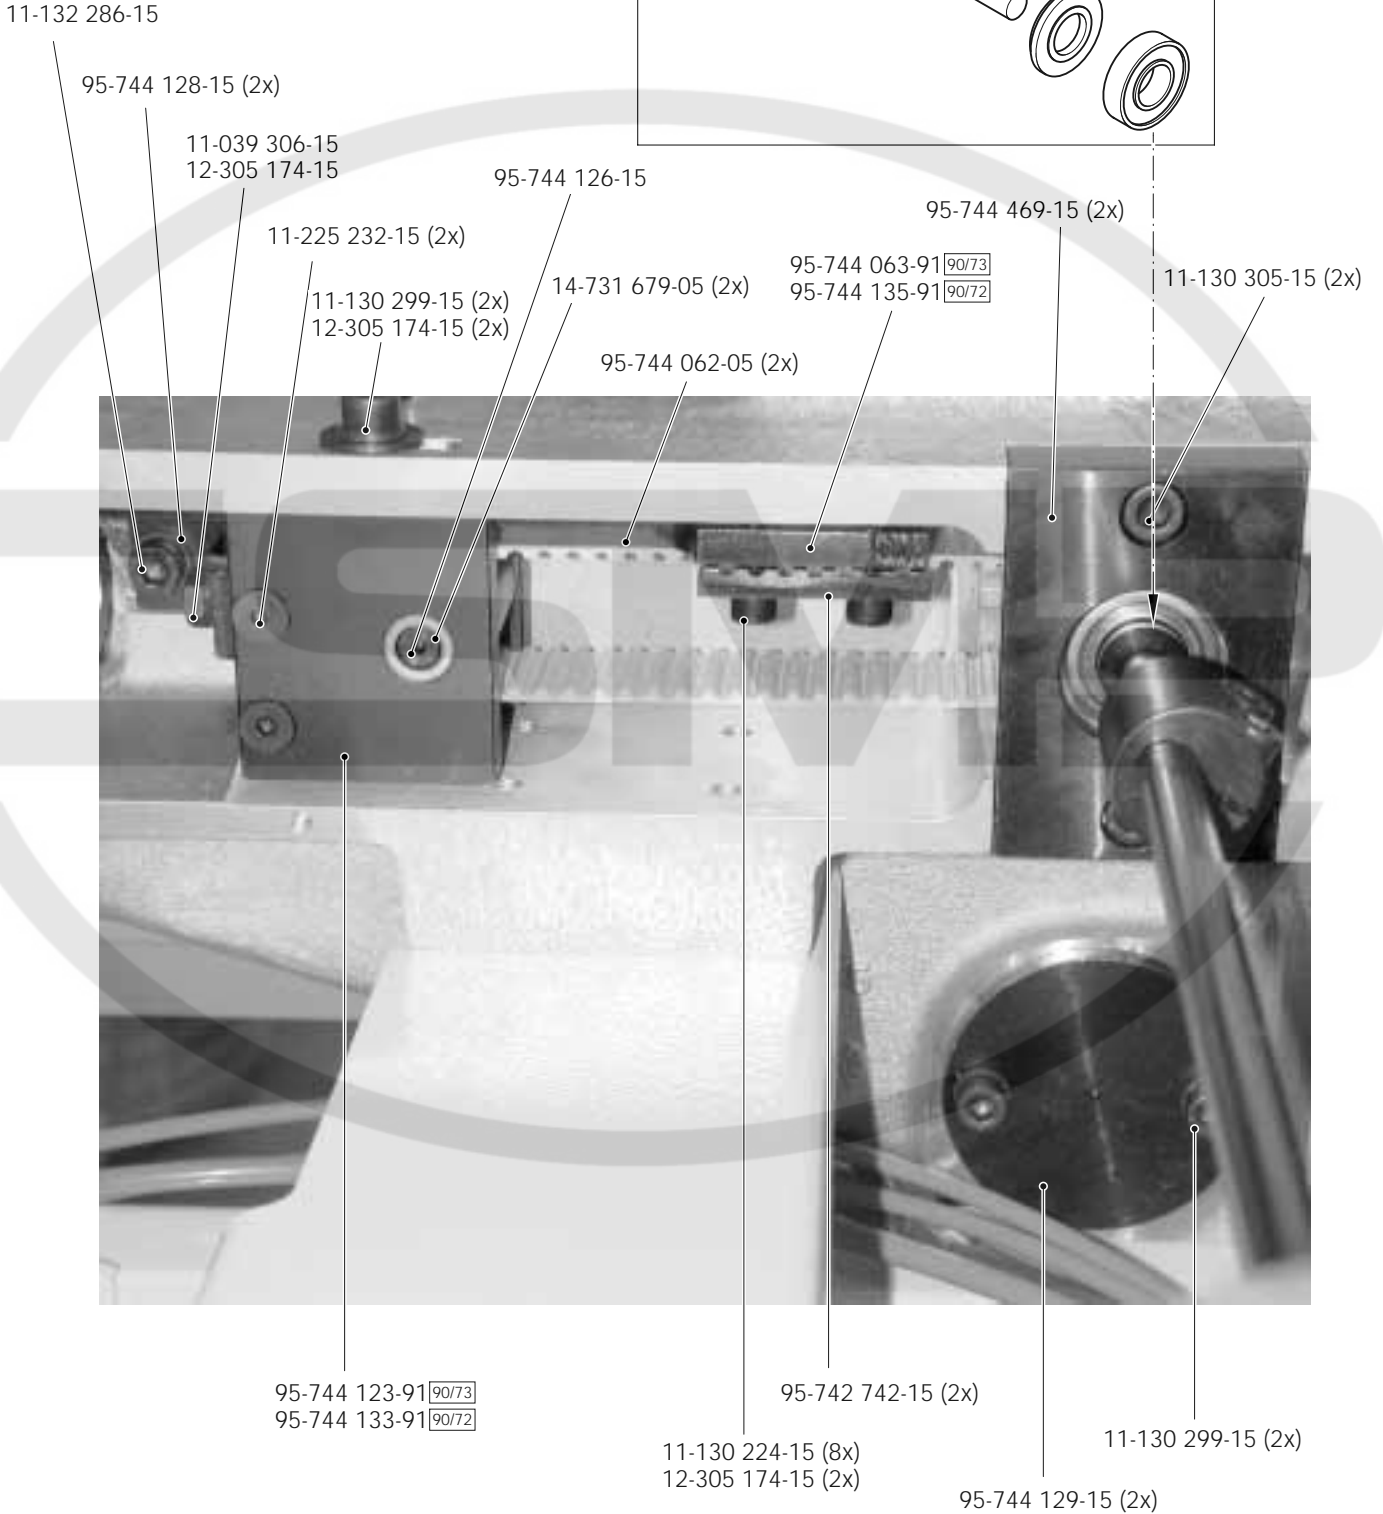 11-132 286-15
95-744 128-15 (2x)
11-039 306-15
12-305 174-15
95-744 126-15
95-744 469-15 (2x)
11-225 232-15 (2x)
95-744 063-91 90/73
95-744 135-91 90/72
11-130 305-15 (2x)
14-731 679-05 (2x)
11-130 299-15 (2x)
12-305 174-15 (2x)
95-744 062-05 (2x)
95-744 123-91 90/73
95-744 133-91 90/72
95-742 742-15 (2x)
11-130 224-15 (8x)
12-305 174-15 (2x)
11-130 299-15 (2x)
95-744 129-15 (2x)